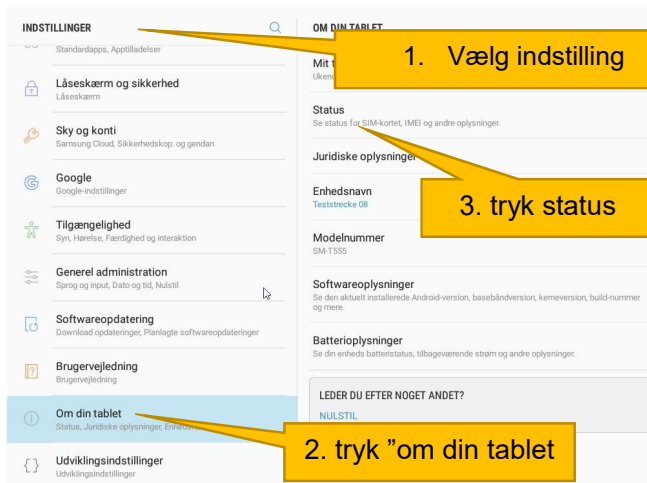 INDSTILLINGER
Standardapps, Apptilladelser
Låseskærm og sikkerhed
Låseskærm
Sky og konti
Samsung Cloud, Sikkerhedskop. og gendan
Google
Google-indstillinger
Tilgængelighed
Syn, Hørelse, Færdighed og interaktion
Generel administration
Sprog og input, Dato og tid, Nulstil
Softwareopdatering
Download opdateringer, Planlagte softwareopdateringer
Brugervejledning
Brugervejledning
Om din tablet
Status, Juridiske oplysninger,
Udviklingsindstillinger
Udviklingsindstillinger
OM DIN TABLET
1. Vælg indstilling
Mit
Status
Se status for SIM-kortet, IMEI og andre oplysninger.
Juridiske oplysninger
3. tryk status
Enhedsnavn
Teststrecke 08
Modelnummer
SM-T555
Softwareoplysninger
Se den aktuelt installerede Android-version, basebåndversion, kerneversion, build-nummer
og mere.
Batterioplysninger
Se din enheds batteristatus, tilbageværende strøm og andre oplysninger.
LEDER DU EFTER NOGET ANDET?
NULSTIL
2. tryk ”om din tablet